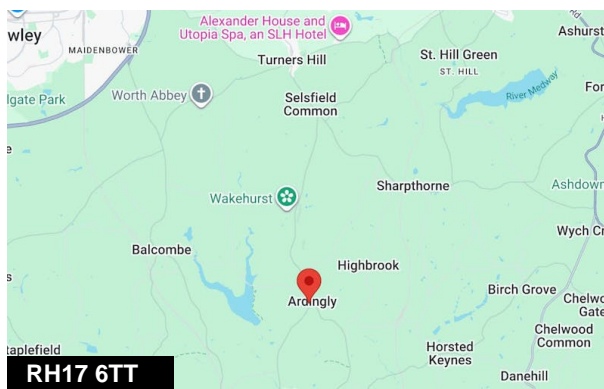 Alexander House and
Utopia Spa, an SLH Hotel
wley
MAIDENBOWER
Ashurst
Turners Hill
St. Hill Green
ST. HILL
lgate Park
Worth Abbey
Selsfield
Common
River Medway
For
e
Wakehurst
Sharpthorne
Ashdown
Wych Cr
Balcombe
Highbrook
s
Birch Grove
Ardingly
Chelwo
Gate
Chelwood
Common
taplefield
Horsted
Keynes
Danehill
RH17 6TT